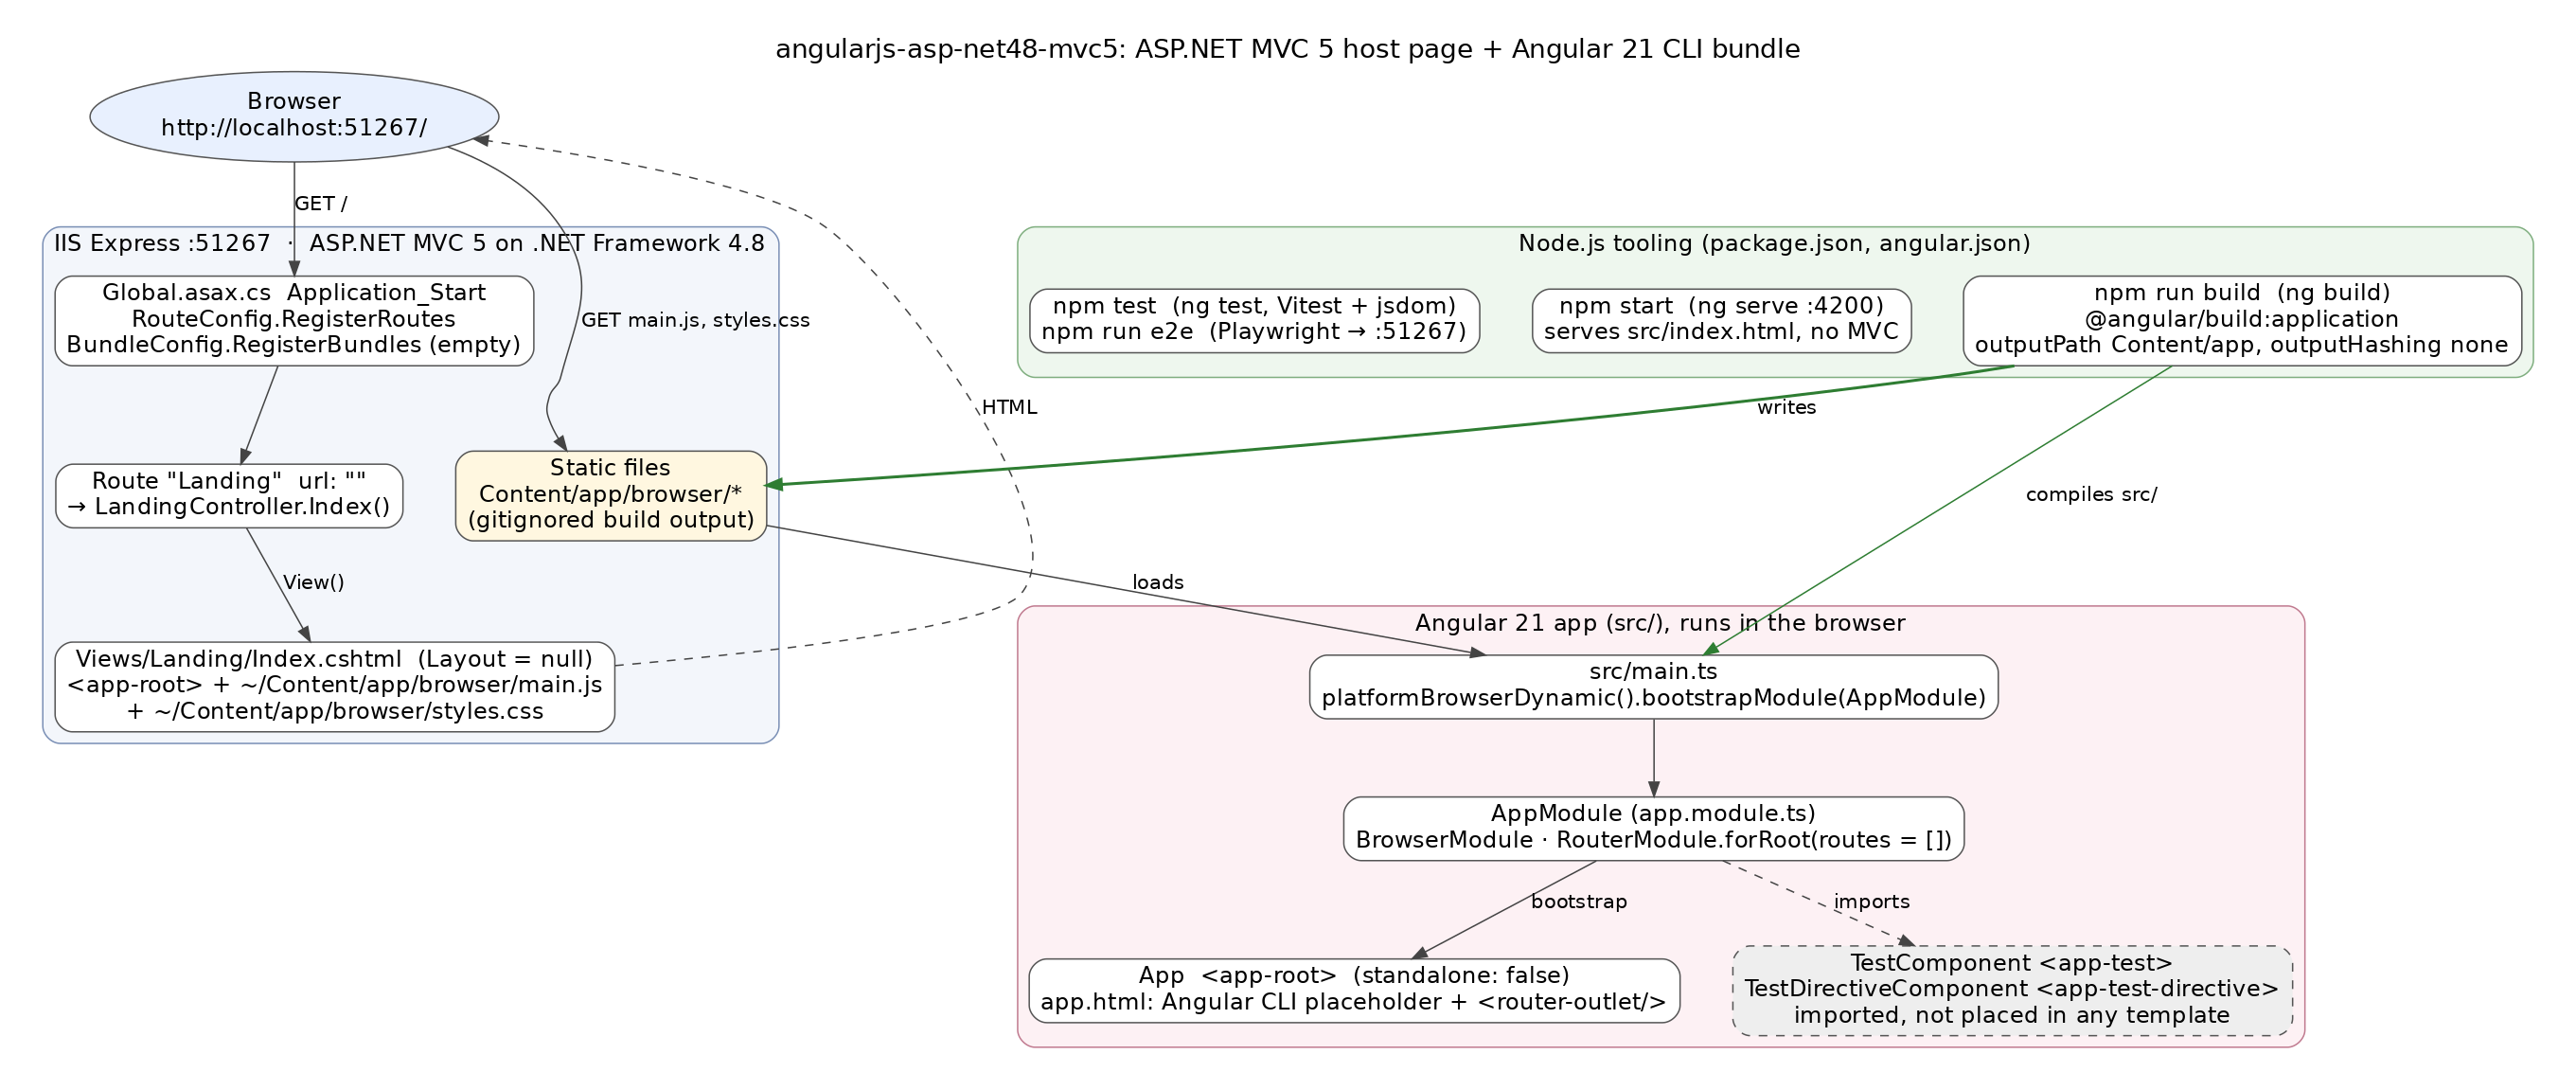 angularjs-asp-net48-mvc5: ASP.NET MVC 5 host page + Angular 21 CLI bundle
Browser
http://localhost:51267/
GET /
IIS Express :51267  ·  ASP.NET MVC 5 on .NET Framework 4.8
Global.asax.cs  Application_Start
RouteConfig.RegisterRoutes
BundleConfig.RegisterBundles (empty)
GET main.js, styles.css
Route "Landing"  url: ""
→ LandingController.Index()
Static files
Content/app/browser/*
(gitignored build output)
View()
Views/Landing/Index.cshtml  (Layout = null)
<app-root> + ~/Content/app/browser/main.js
+ ~/Content/app/browser/styles.css
HTML
Node.js tooling (package.json, angular.json)
npm test  (ng test, Vitest + jsdom)
npm run e2e  (Playwright → :51267)
npm start  (ng serve :4200)
serves src/index.html, no MVC
npm run build  (ng build)
@angular/build:application
outputPath Content/app, outputHashing none
writes
compiles src/
loads
Angular 21 app (src/), runs in the browser
src/main.ts
platformBrowserDynamic().bootstrapModule(AppModule)
AppModule (app.module.ts)
BrowserModule · RouterModule.forRoot(routes = [])
bootstrap
imports
App  <app-root>  (standalone: false)
app.html: Angular CLI placeholder + <router-outlet/>
TestComponent <app-test>
TestDirectiveComponent <app-test-directive>
imported, not placed in any template